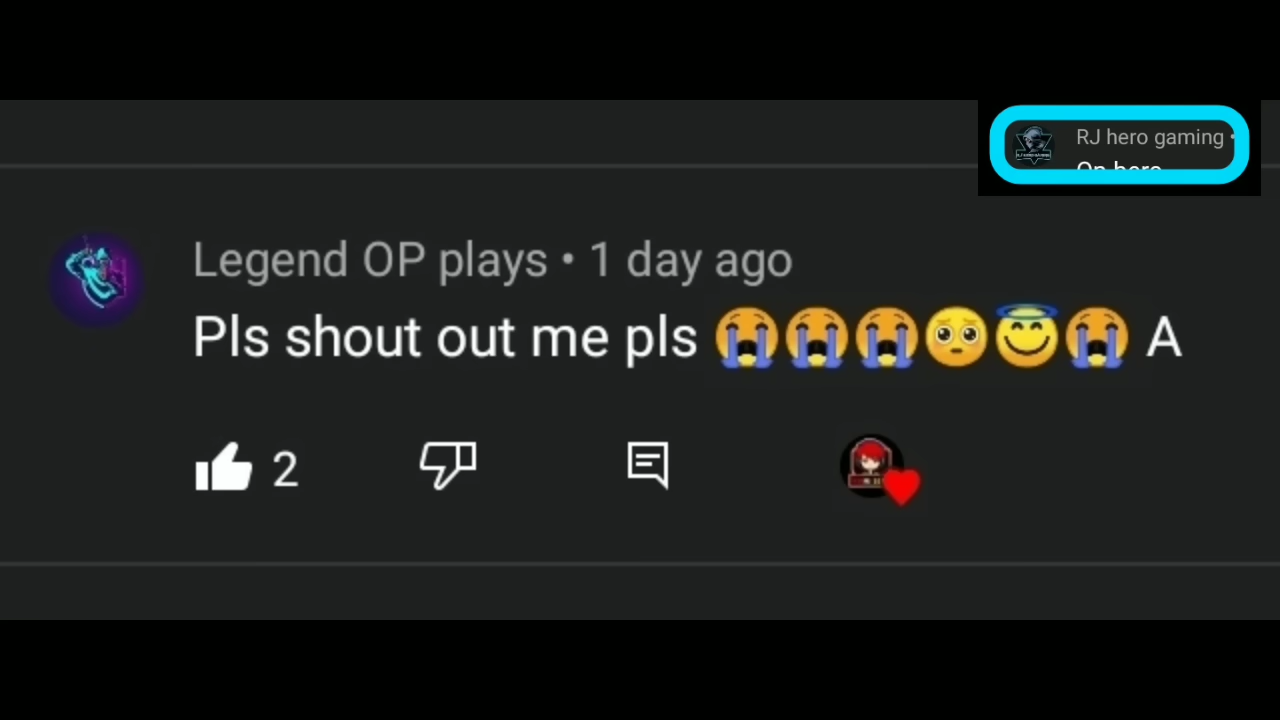 RJ hero gaming •
Legend OP plays • 1 day ago
Pls shout out me pls 😭😭😭🥺😇😭 A
2